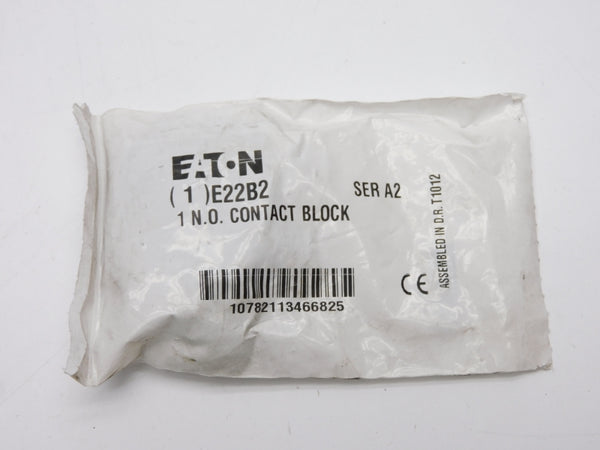 EATON
( 1 )E22B2 SER A2
1 N.O. CONTACT BLOCK
10782113466825
CE
ASSEMBLED IN D.R. T1012